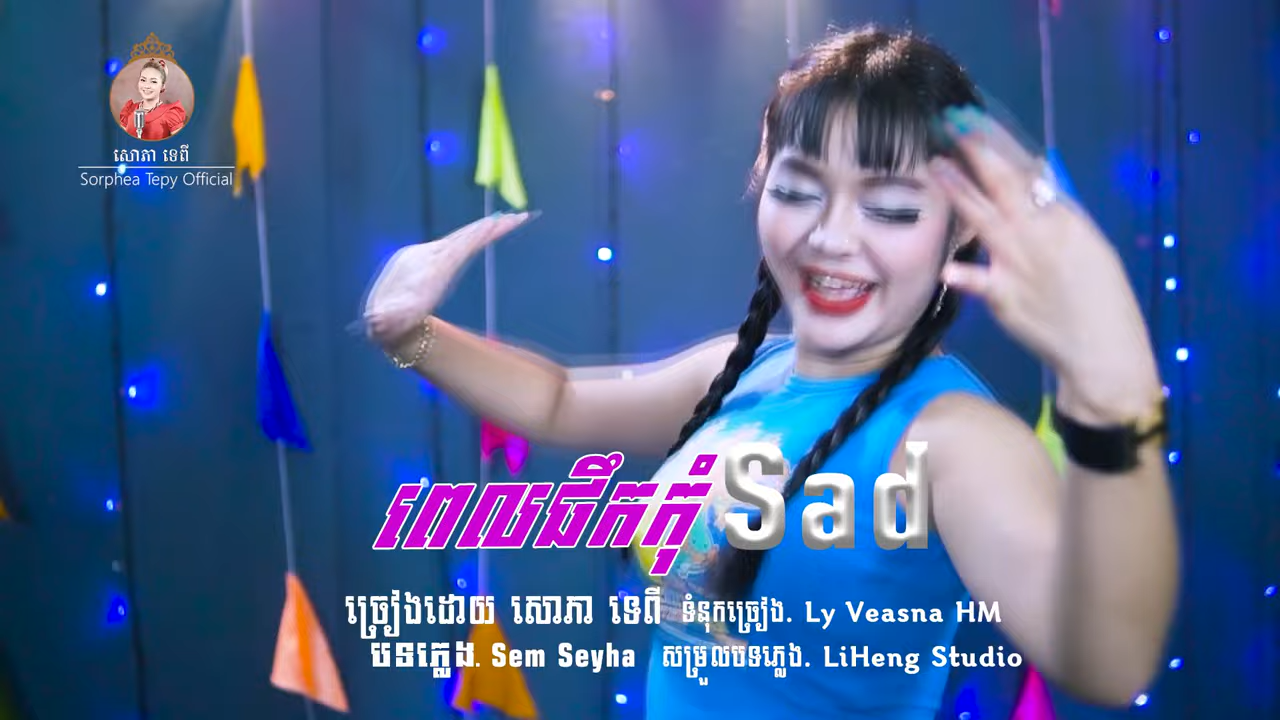 សោភា ទេពី
Sorphea Tepy Official
ពេលផឹកកុំ Sad
ច្រៀងដោយ សោភា ទេពី ទំនុកច្រៀង. Ly Veasna HM
បទភ្លេង. Sem Seyha សម្រួលបទភ្លេង. LiHeng Studio